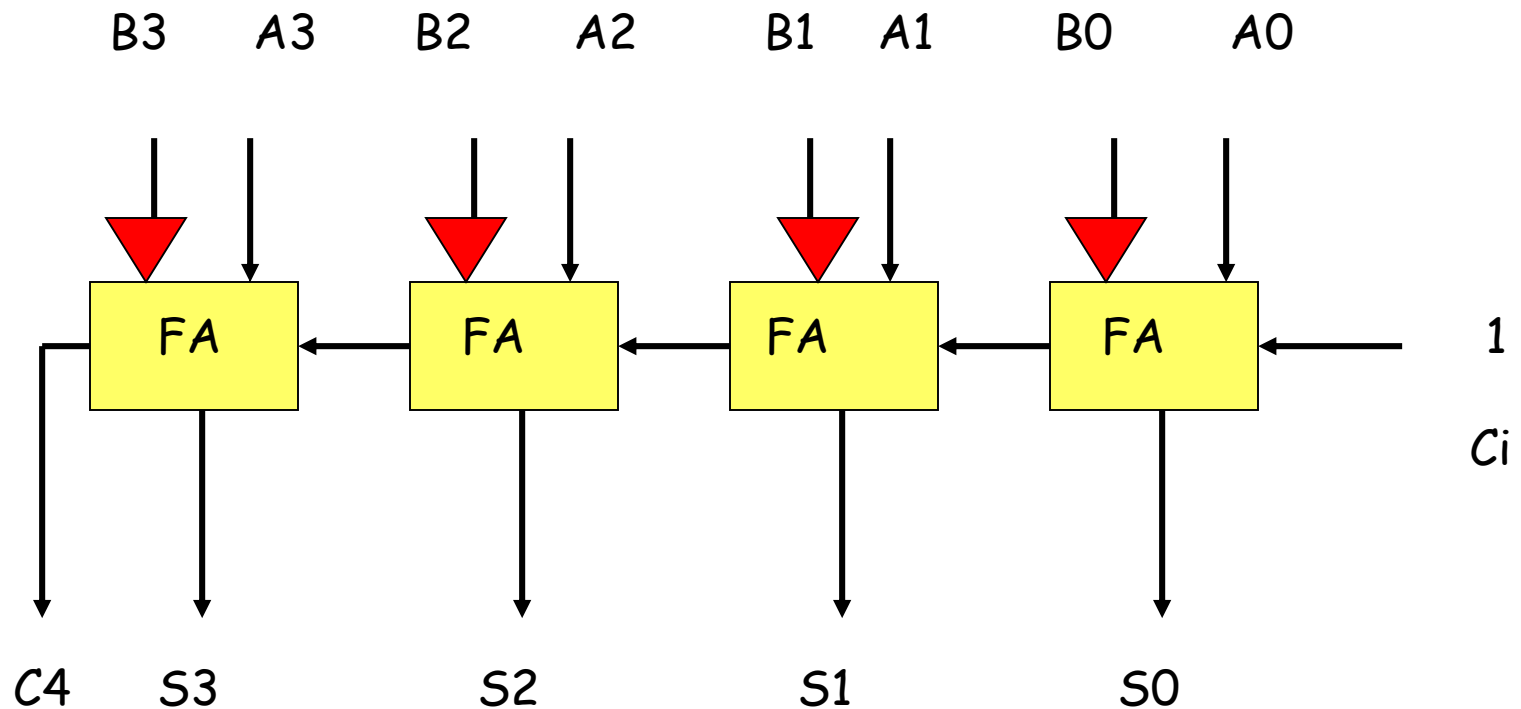 B3 A3 B2 A2 B1 A1 B0 A0
FA FA FA FA 1
Ci
C4 S3 S2 S1 S0